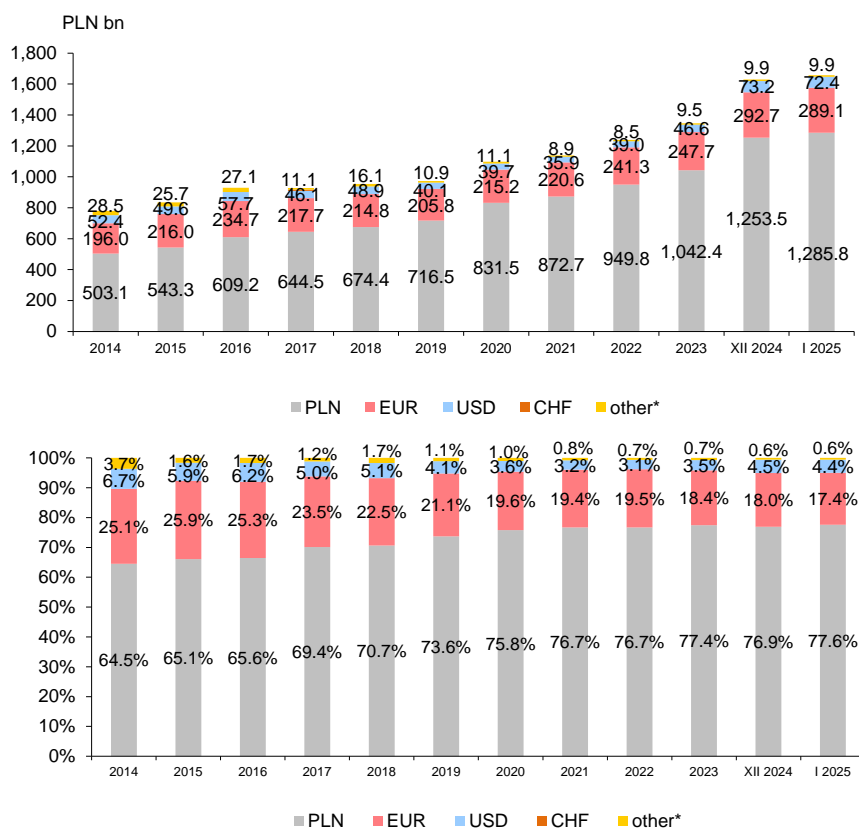 PLN bn
1,800
1,600
1,400
1,200
1,000
800
600
400
200
0
28.5 25.7 27.1 11.1 16.1 10.9 11.1 8.9 8.5 9.5 9.9 9.9
52.4 49.6 57.7 46.1 48.9 40.1 39.7 35.9 39.0 46.6 73.2 72.4
196.0 216.0 234.7 217.7 214.8 205.8 215.2 220.6 241.3 247.7 292.7 289.1
503.1 543.3 609.2 644.5 674.4 716.5 831.5 872.7 949.8 1,042.4 1,253.5 1,285.8
2014 2015 2016 2017 2018 2019 2020 2021 2022 2023 XII 2024 I 2025
PLN EUR USD CHF other*
100%
90%
80%
70%
60%
50%
40%
30%
20%
10%
0%
3.7% 1.6% 1.7% 1.2% 1.7% 1.1% 1.0% 0.8% 0.7% 0.7% 0.6% 0.6%
6.7% 5.9% 6.2% 5.0% 5.1% 4.1% 3.6% 3.2% 3.1% 3.5% 4.5% 4.4%
25.1% 25.9% 25.3% 23.5% 22.5% 21.1% 19.6% 19.4% 19.5% 18.4% 18.0% 17.4%
64.5% 65.1% 65.6% 69.4% 70.7% 73.6% 75.8% 76.7% 76.7% 77.4% 76.9% 77.6%
2014 2015 2016 2017 2018 2019 2020 2021 2022 2023 XII 2024 I 2025
PLN EUR USD CHF other*